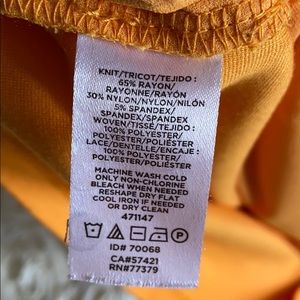 KNIT/TRICOT/TEJIDO :
65% RAYON/
RAYONNE/RAYÓN
30% NYLON/NYLON/NILÓN
5% SPANDEX/
SPANDEX/SPANDEX
WOVEN/TISSÉ/TEJIDO :
100% POLYESTER/
POLYESTER/POLIÉSTER
LACE/DENTELLE/ENCAJE :
100% POLYESTER/
POLYESTER/POLIÉSTER
MACHINE WASH COLD
ONLY NON-CHLORINE
BLEACH WHEN NEEDED
RESHAPE DRY FLAT
COOL IRON IF NEEDED
OR DRY CLEAN
471147
ID# 70068
CA#57421
RN#77379